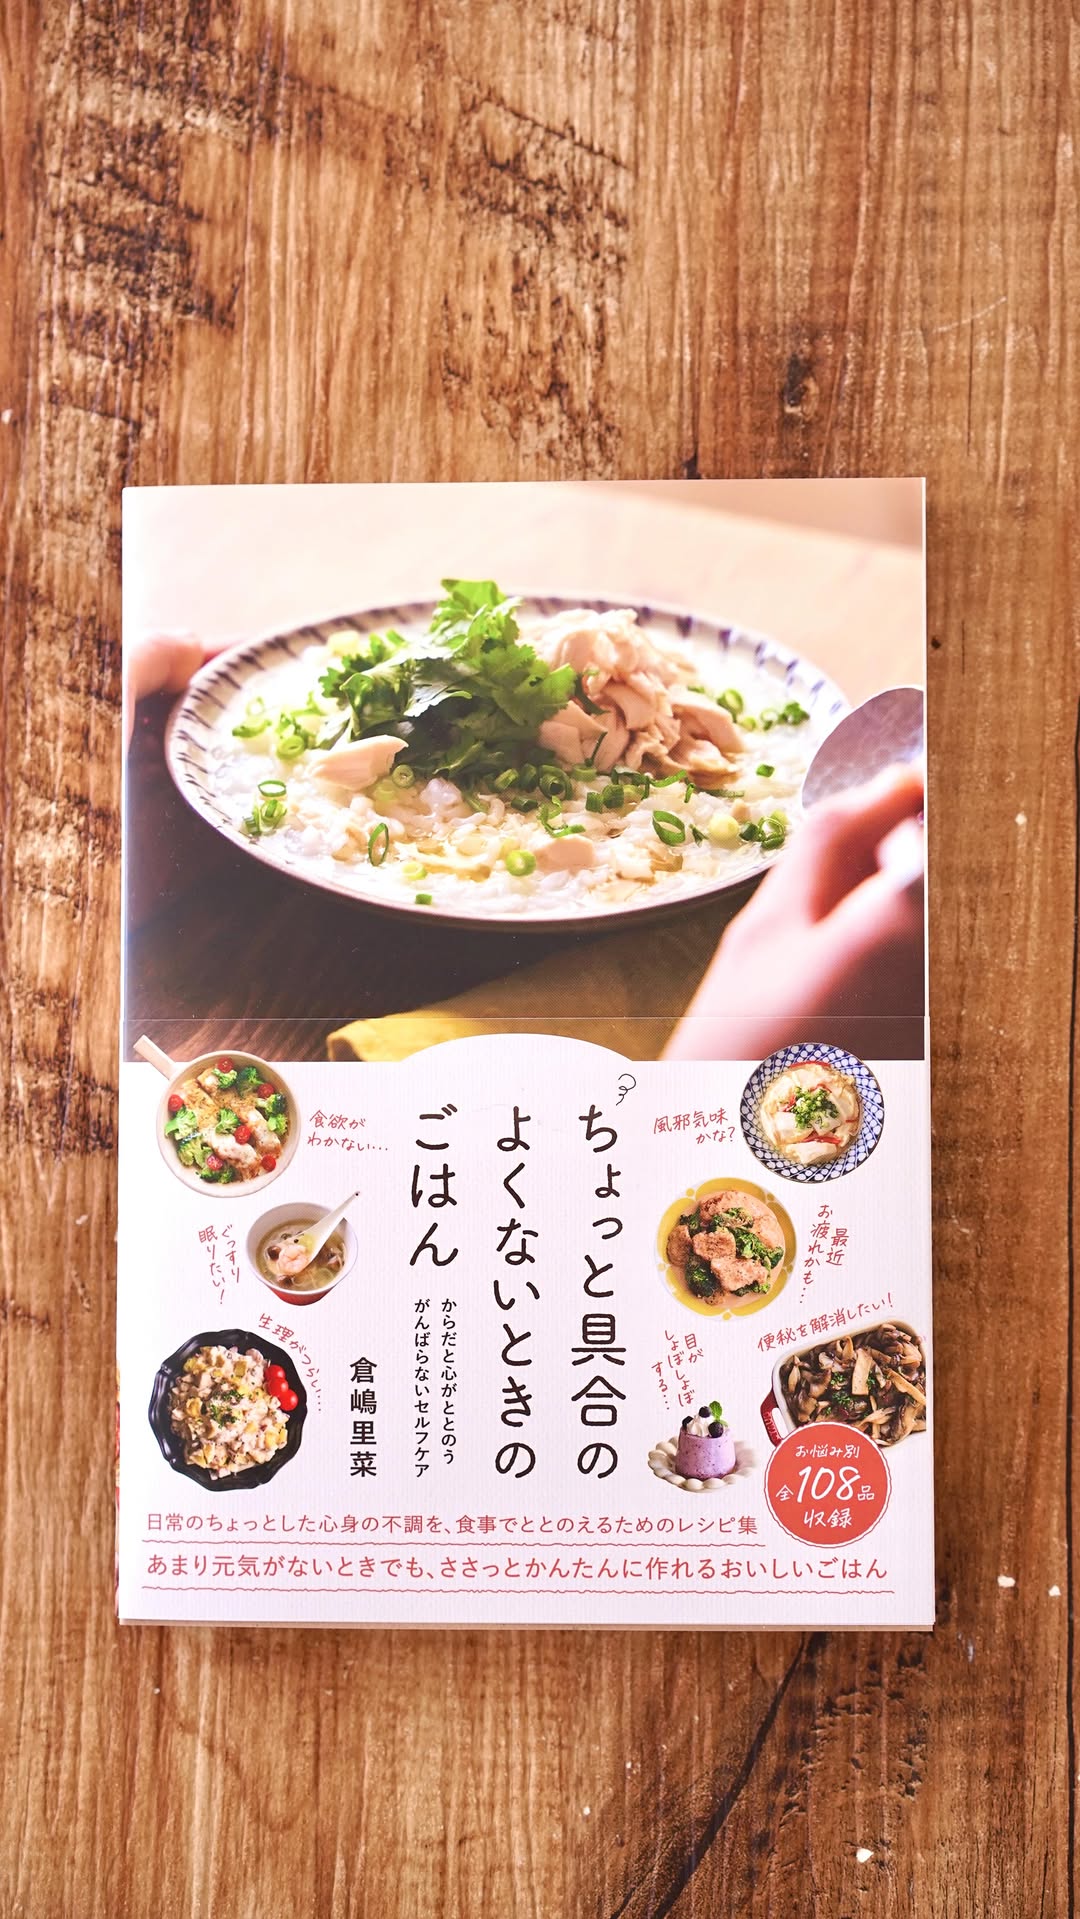 ちょっと具合の
よくないときの
ごはん
からだと心がととのう
がんばらないセルフケア
倉嶋里菜
食欲が
わかない…
ぐっすり
眠りたい！
生理がつらい…
風邪気味
かな？
最近
お疲れかも…
目が
しょぼしょぼ
する…
便秘を解消したい！
お悩み別
全108品
収録
日常のちょっとした心身の不調を、食事でととのえるためのレシピ集
あまり元気がないときでも、ささっとかんたんに作れるおいしいごはん